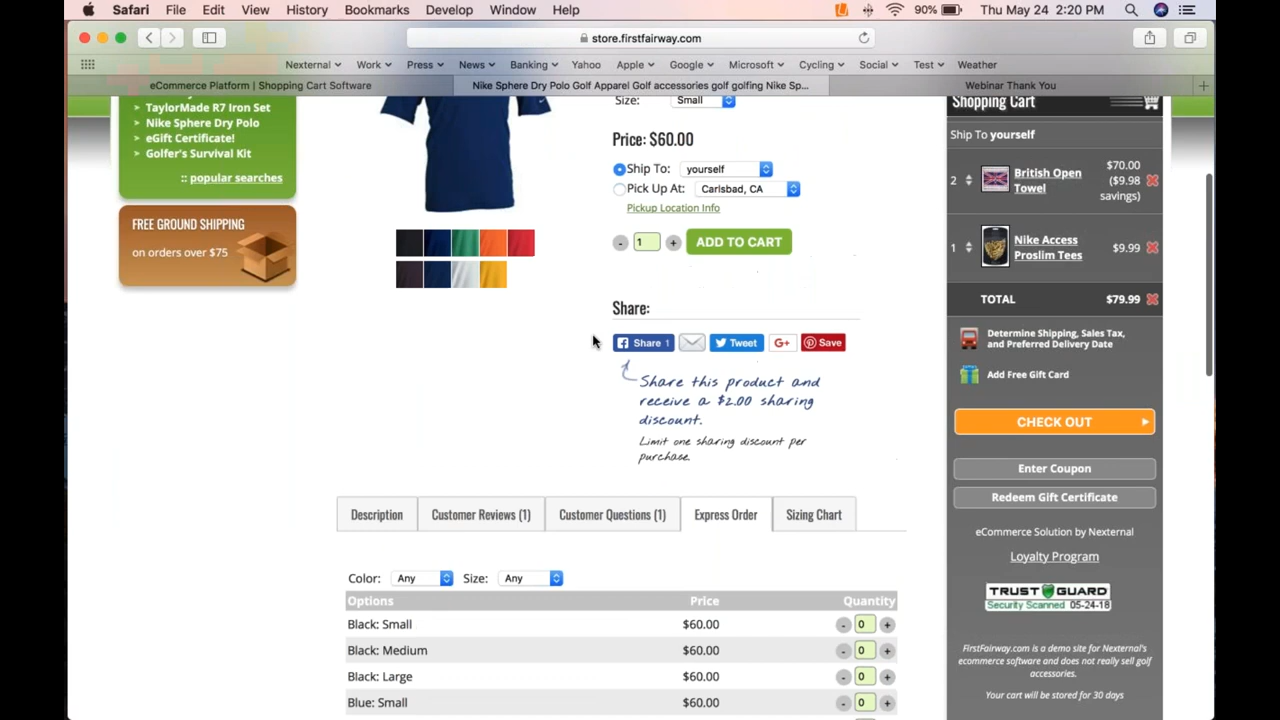 Safari File Edit View History Bookmarks Develop Window Help 90% Thu May 24 2:20 PM
store.firstfairway.com
Nexternal Work Press News Banking Yahoo Apple Google Microsoft Cycling Social Test Weather
eCommerce Platform | Shopping Cart Software
Nike Sphere Dry Polo Golf Apparel Golf accessories golf golfing Nike Sp...
Webinar Thank You
+
> TaylorMade R7 Iron Set
> Nike Sphere Dry Polo
> eGift Certificate!
> Golfer's Survival Kit
:: popular searches
FREE GROUND SHIPPING
on orders over $75
Size: Small
Price: $60.00
Ship To: yourself
Pick Up At: Carlsbad, CA
Pickup Location Info
- 1 + ADD TO CART
Share:
Share 1
Tweet
G+
Save
Share this product and
receive a $2.00 sharing
discount.
Limit one sharing discount per
purchase.
Description
Customer Reviews (1)
Customer Questions (1)
Express Order
Sizing Chart
Color: Any Size: Any
Options Price Quantity
Black: Small $60.00 - 0 +
Black: Medium $60.00 - 0 +
Black: Large $60.00 - 0 +
Blue: Small $60.00 - 0 +
Shopping Cart
Ship To yourself
2 British Open Towel $70.00 ($9.98 savings)
1 Nike Access Proslim Tees $9.99
TOTAL $79.99
Determine Shipping, Sales Tax,
and Preferred Delivery Date
Add Free Gift Card
CHECK OUT
Enter Coupon
Redeem Gift Certificate
eCommerce Solution by Nexternal
Loyalty Program
TRUST GUARD
Security Scanned 05-24-18
FirstFairway.com is a demo site for Nexternal's
ecommerce software and does not really sell golf
accessories.
Your cart will be stored for 30 days